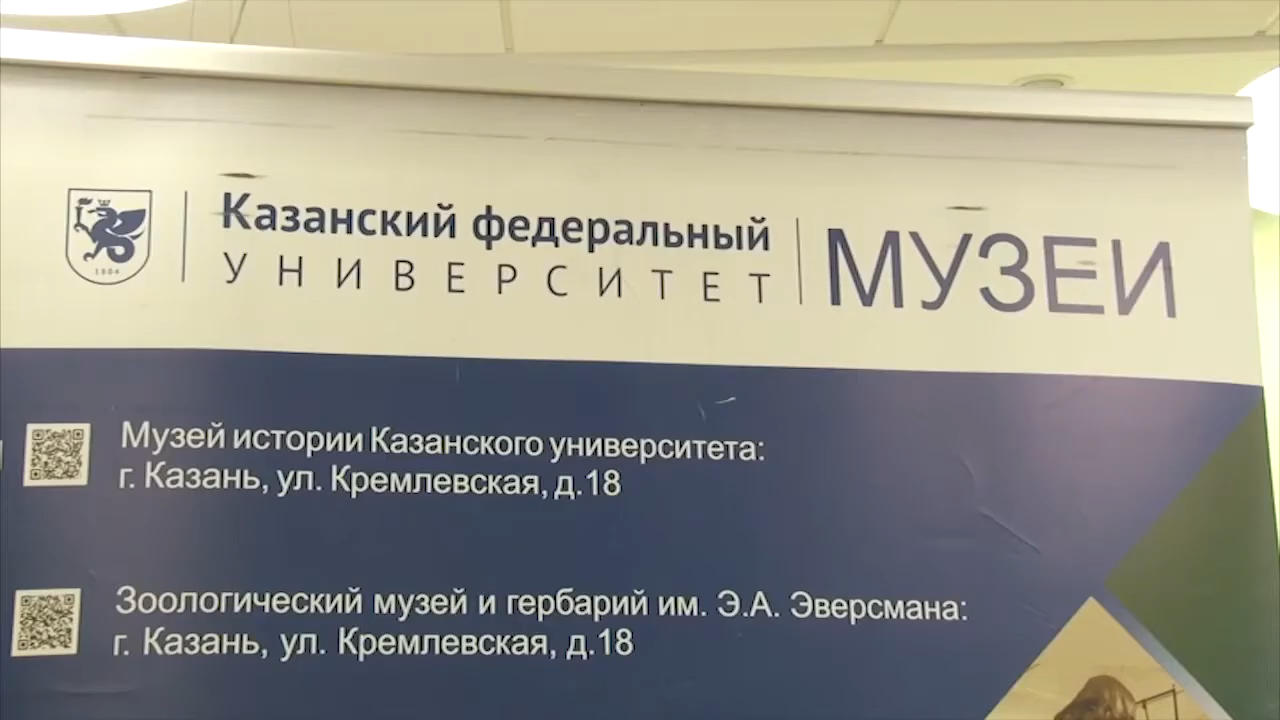 Казанский федеральный
УНИВЕРСИТЕТ
МУЗЕИ
1804
Музей истории Казанского университета:
г. Казань, ул. Кремлевская, д.18
Зоологический музей и гербарий им. Э.А. Эверсмана:
г. Казань, ул. Кремлевская, д.18